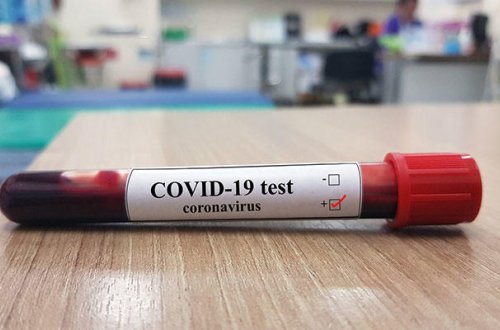 COVID-19 test
coronavirus
-
+